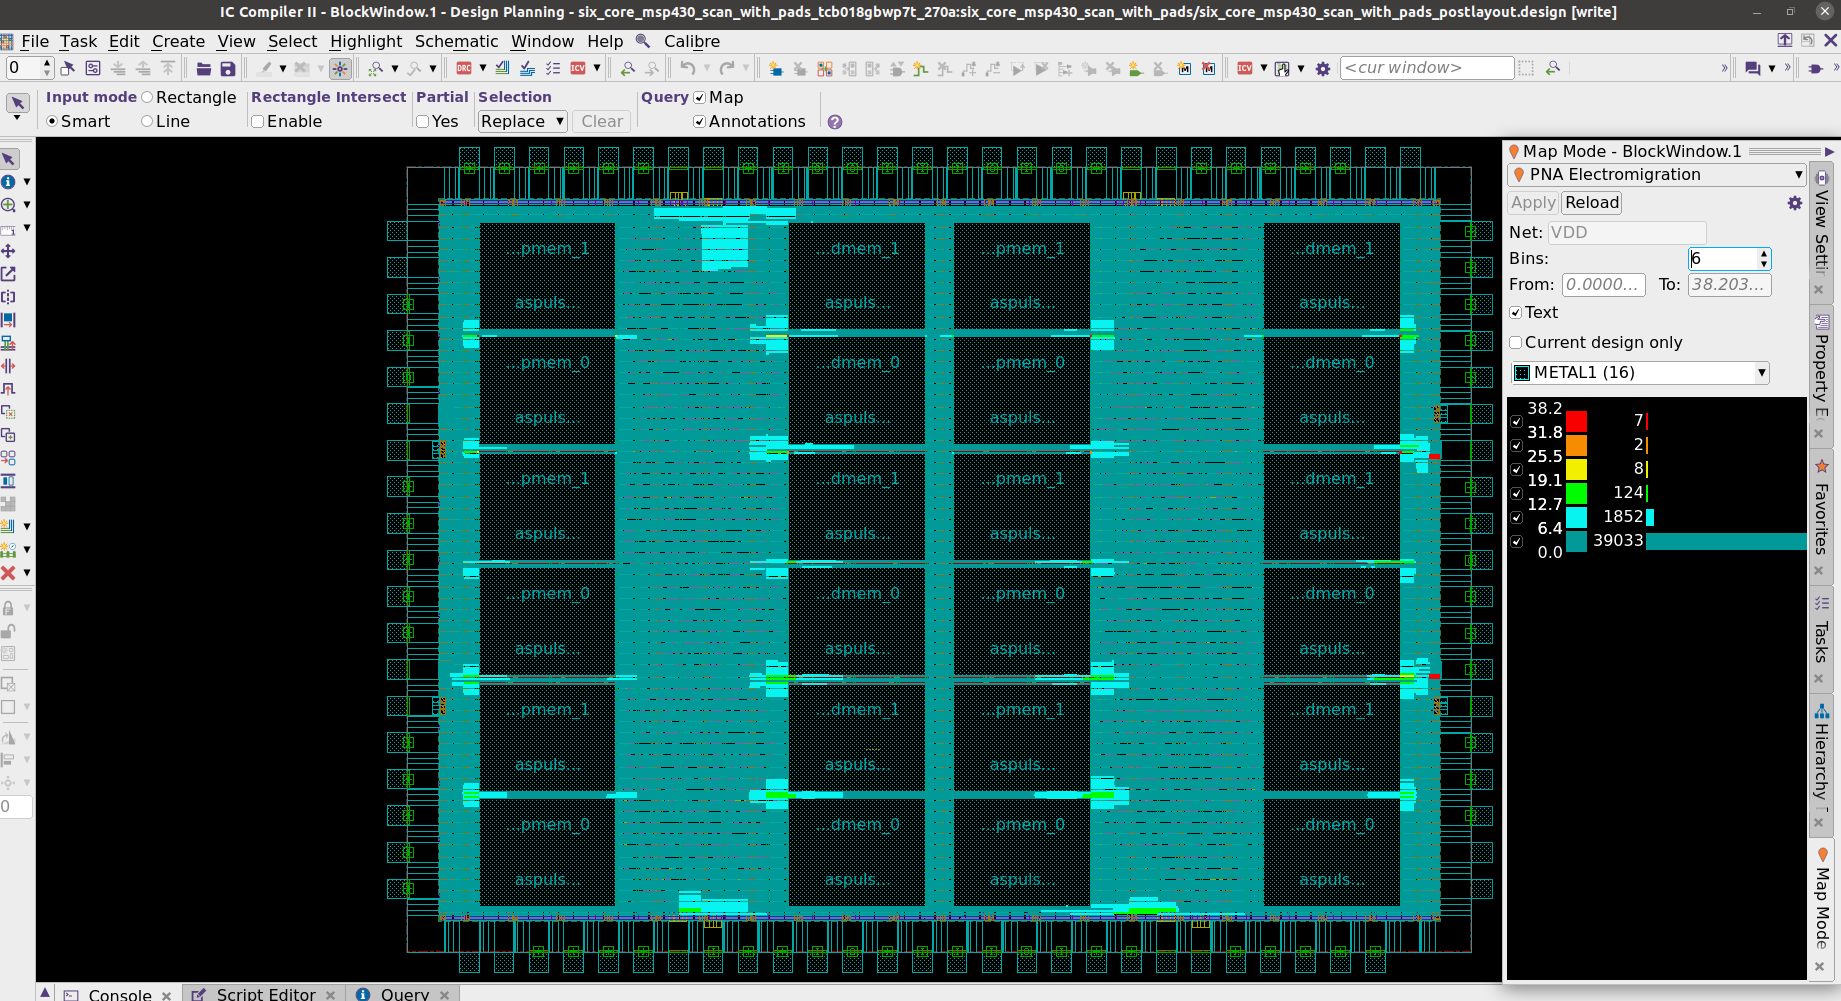 IC Compiler II - BlockWindow.1 - Design Planning - six_core_msp430_scan_with_pads_tcb018gbwp7t_270a:six_core_msp430_scan_with_pads/six_core_msp430_scan_with_pads_postlayout.design [write]
File Task Edit Create View Select Highlight Schematic Window Help Calibre
0 DRC ICV ICV <cur window> » »
Input mode Rectangle Rectangle Intersect Partial Selection Query Map
Smart Line Enable Yes Replace Clear Annotations
Map Mode - BlockWindow.1
PNA Electromigration
Apply Reload
Net: VDD
Bins: 6
From: 0.0000... To: 38.203...
Text
Current design only
METAL1 (16)
38.2
7
31.8
2
25.5
8
19.1
124
12.7
1852
6.4
39033
0.0
...pmem_1 ...dmem_1 ...pmem_1 ...dmem_1
aspuls... aspuls... aspuls... aspuls...
...pmem_0 ...dmem_0 ...pmem_0 ...dmem_0
aspuls... aspuls... aspuls... aspuls...
...pmem_1 ...dmem_1 ...pmem_1 ...dmem_1
aspuls... aspuls... aspuls... aspuls...
...pmem_0 ...dmem_0 ...pmem_0 ...dmem_0
aspuls... aspuls... aspuls... aspuls...
...pmem_1 ...dmem_1 ...pmem_1 ...dmem_1
aspuls... aspuls... aspuls... aspuls...
...pmem_0 ...dmem_0 ...pmem_0 ...dmem_0
aspuls... aspuls... aspuls... aspuls...
0
View Setti
Property E
Favorites
Tasks
Hierarchy
Map Mode
Console Script Editor Query